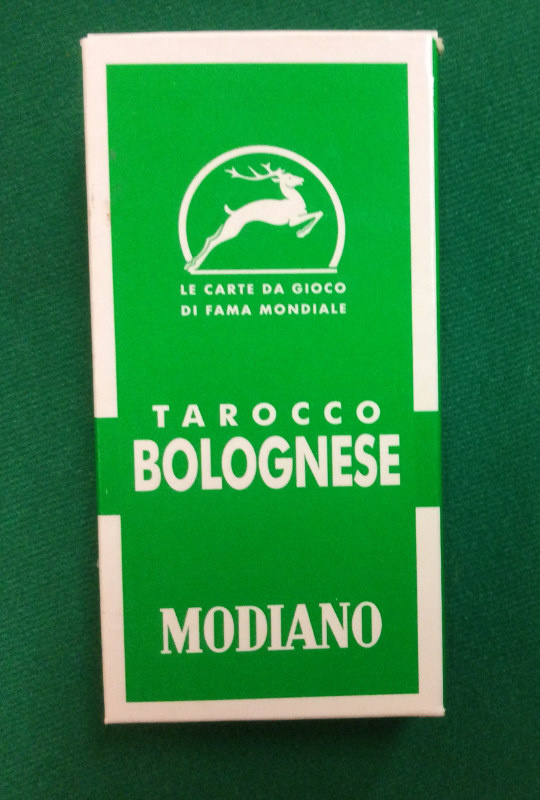 LE CARTE DA GIOCO
DI FAMA MONDIALE
TAROCCO
BOLOGNESE
MODIANO